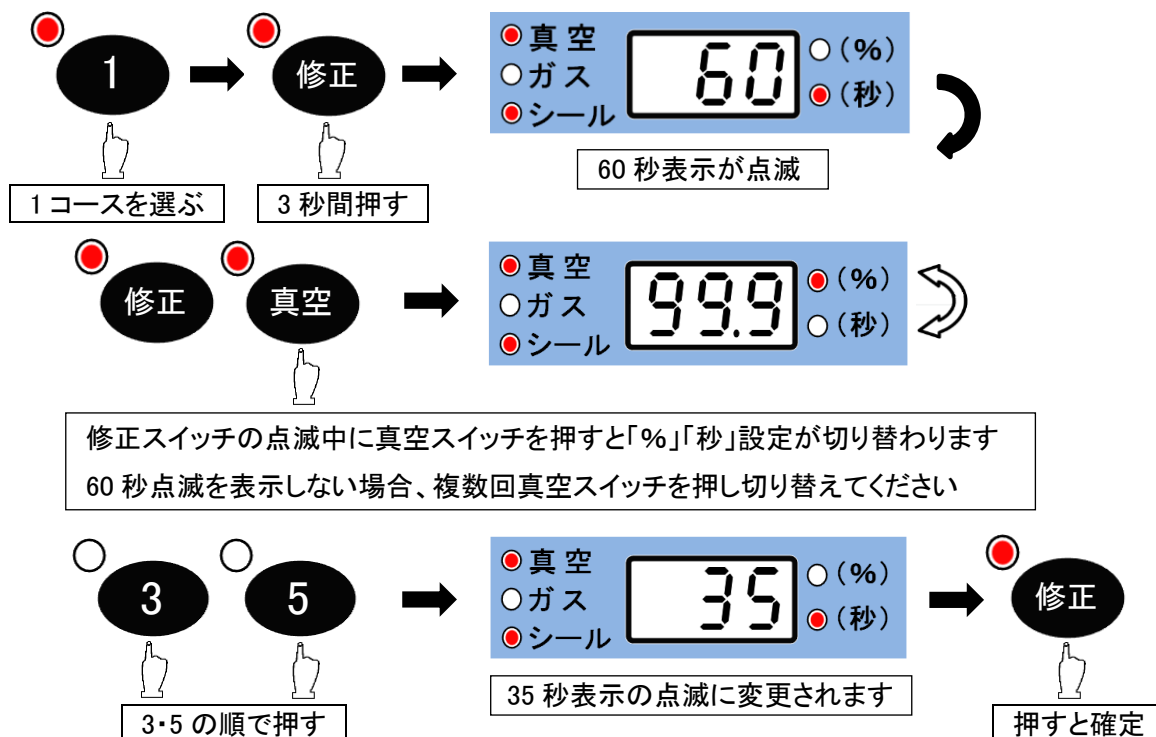 1
修正
真空
ガス
シール
60
(%)
(秒)
1コースを選ぶ
3秒間押す
60秒表示が点滅
修正
真空
真空
ガス
シール
99.9
(%)
(秒)
修正スイッチの点滅中に真空スイッチを押すと「%」「秒」設定が切り替わります
60秒点滅を表示しない場合、複数回真空スイッチを押し切り替えてください
3
5
真空
ガス
シール
35
(%)
(秒)
修正
3・5の順で押す
35秒表示の点滅に変更されます
押すと確定